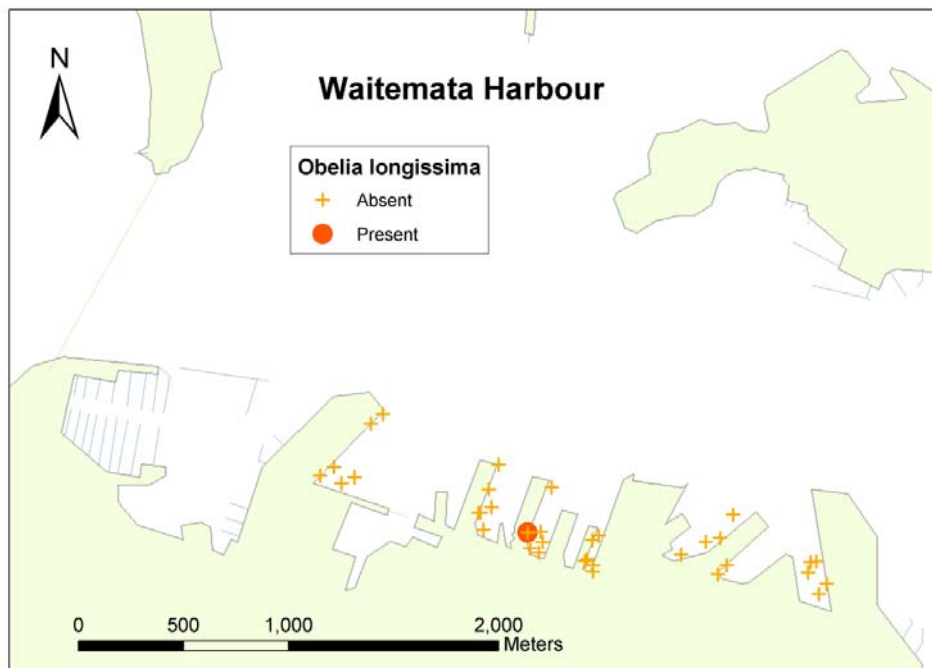 N
Waitemata Harbour
Obelia longissima
Absent
Present
0 500 1,000 2,000
Meters